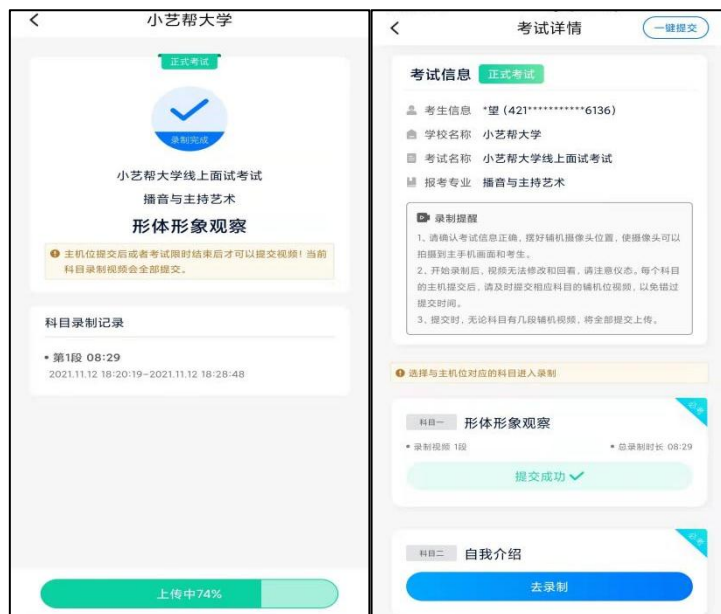 小艺帮大学
正式考试
录制完成
小艺帮大学线上面试考试
播音与主持艺术
形体形象观察
主机位提交后或者考试限时结束后才可以提交视频！当前
科目录制视频会全部提交。
科目录制记录
• 第1段 08:29
2021.11.12 18:20:19-2021.11.12 18:28:48
上传中74%
考试详情
一键提交
考试信息 正式考试
考生信息 *望 (421***********6136)
学校名称 小艺帮大学
考试名称 小艺帮大学线上面试考试
报考专业 播音与主持艺术
录制提醒
1、请确认考试信息正确，摆好辅机摄像头位置，使摄像头可以
拍摄到主手机画面和考生。
2、开始录制后，视频无法修改和回看，请注意仪态。每个科目
的主机提交后，请及时提交相应科目的辅机位视频，以免错过
提交时间。
3、提交时，无论科目有几段辅机视频，将全部提交上传。
选择与主机位对应的科目进入录制
科目一 形体形象观察
• 录制视频 1段 • 总录制时长 08:29
提交成功
科目二 自我介绍
去录制